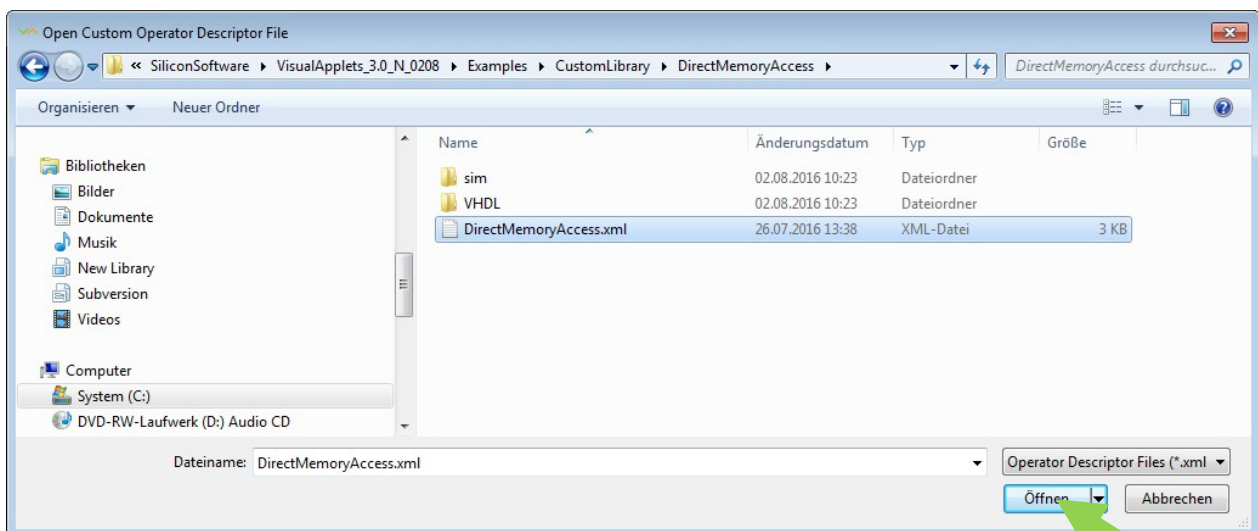 Open Custom Operator Descriptor File
« SiliconSoftware ▸ VisualApplets_3.0_N_0208 ▸ Examples ▸ CustomLibrary ▸ DirectMemoryAccess ▸ DirectMemoryAccess durchsuc...
Organisieren Neuer Ordner
Name Änderungsdatum Typ Größe
Bibliotheken
Bilder
Dokumente
Musik
New Library
Subversion
Videos
Computer
System (C:)
DVD-RW-Laufwerk (D:) Audio CD
sim 02.08.2016 10:23 Dateiordner
VHDL 02.08.2016 10:23 Dateiordner
DirectMemoryAccess.xml 26.07.2016 13:38 XML-Datei 3 KB
Dateiname: DirectMemoryAccess.xml Operator Descriptor Files (*.xml
Öffnen Abbrechen